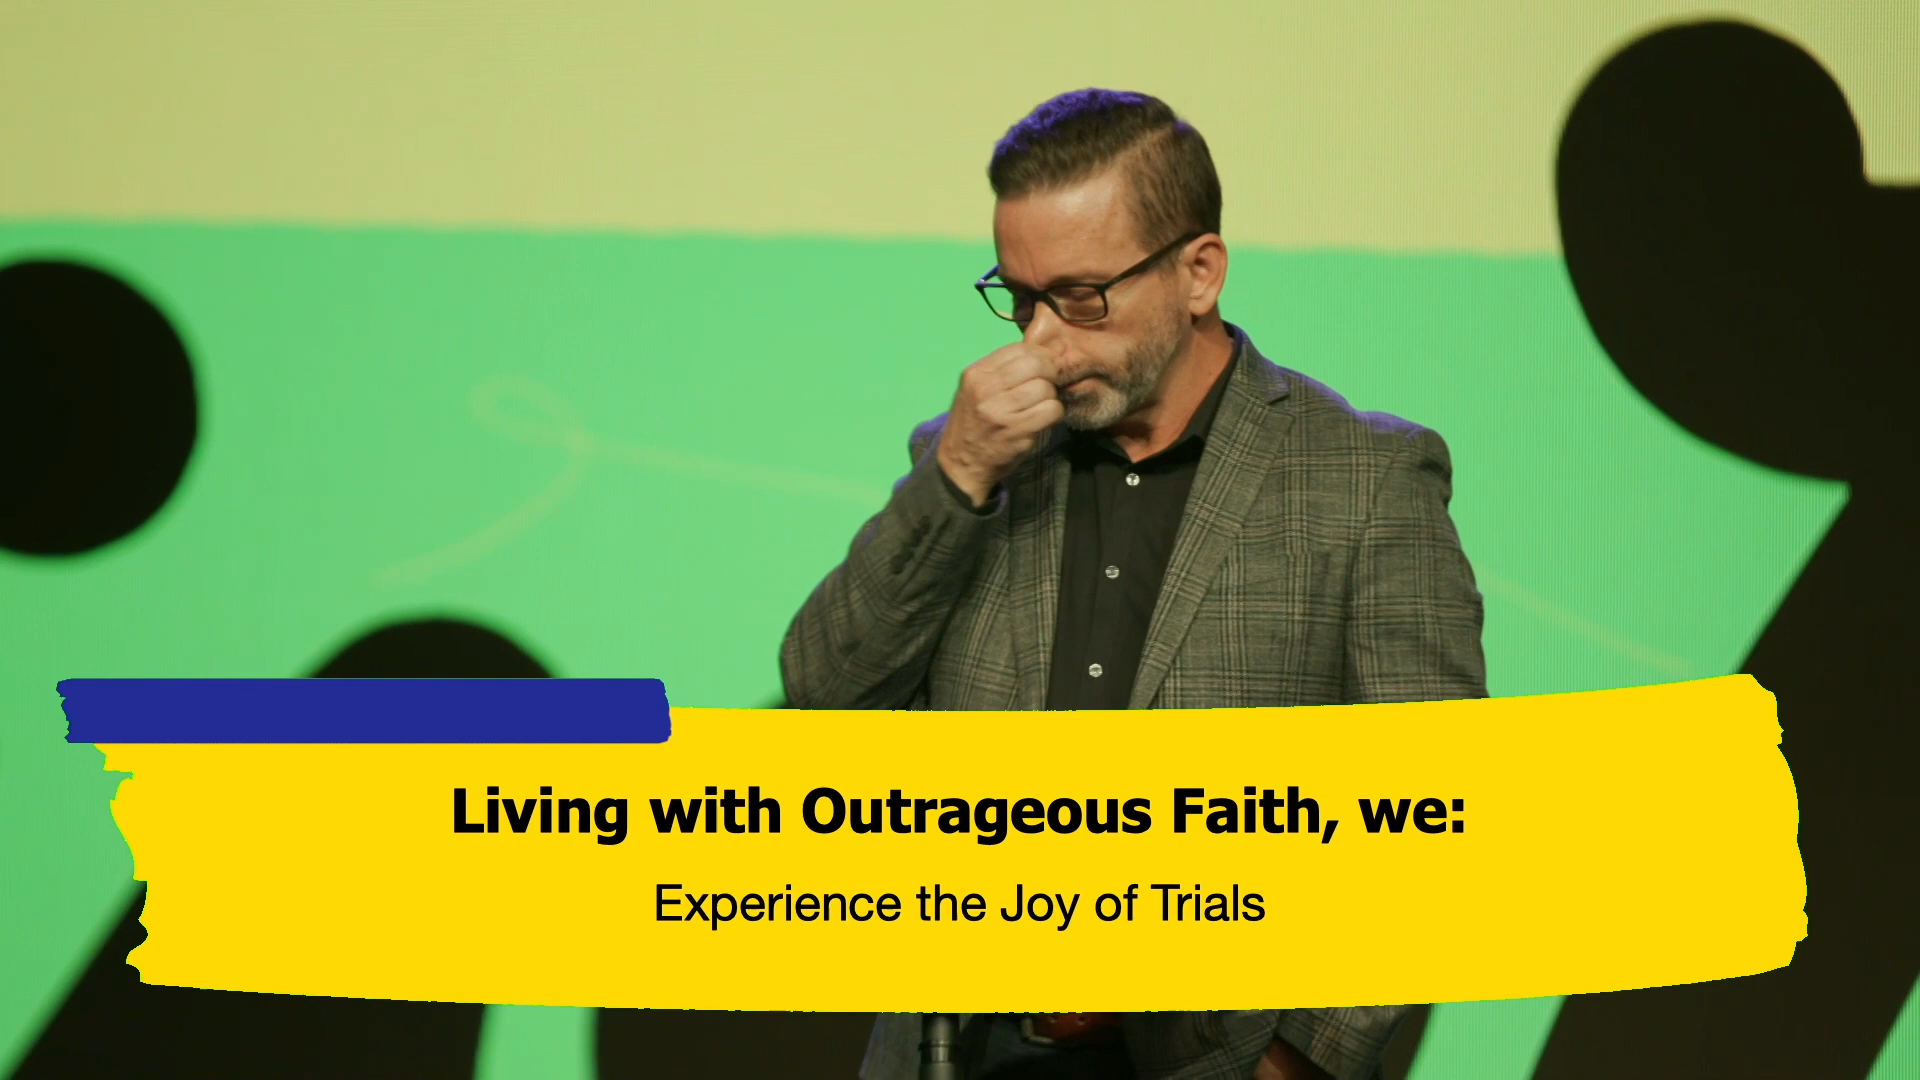 Living with Outrageous Faith, we:
Experience the Joy of Trials